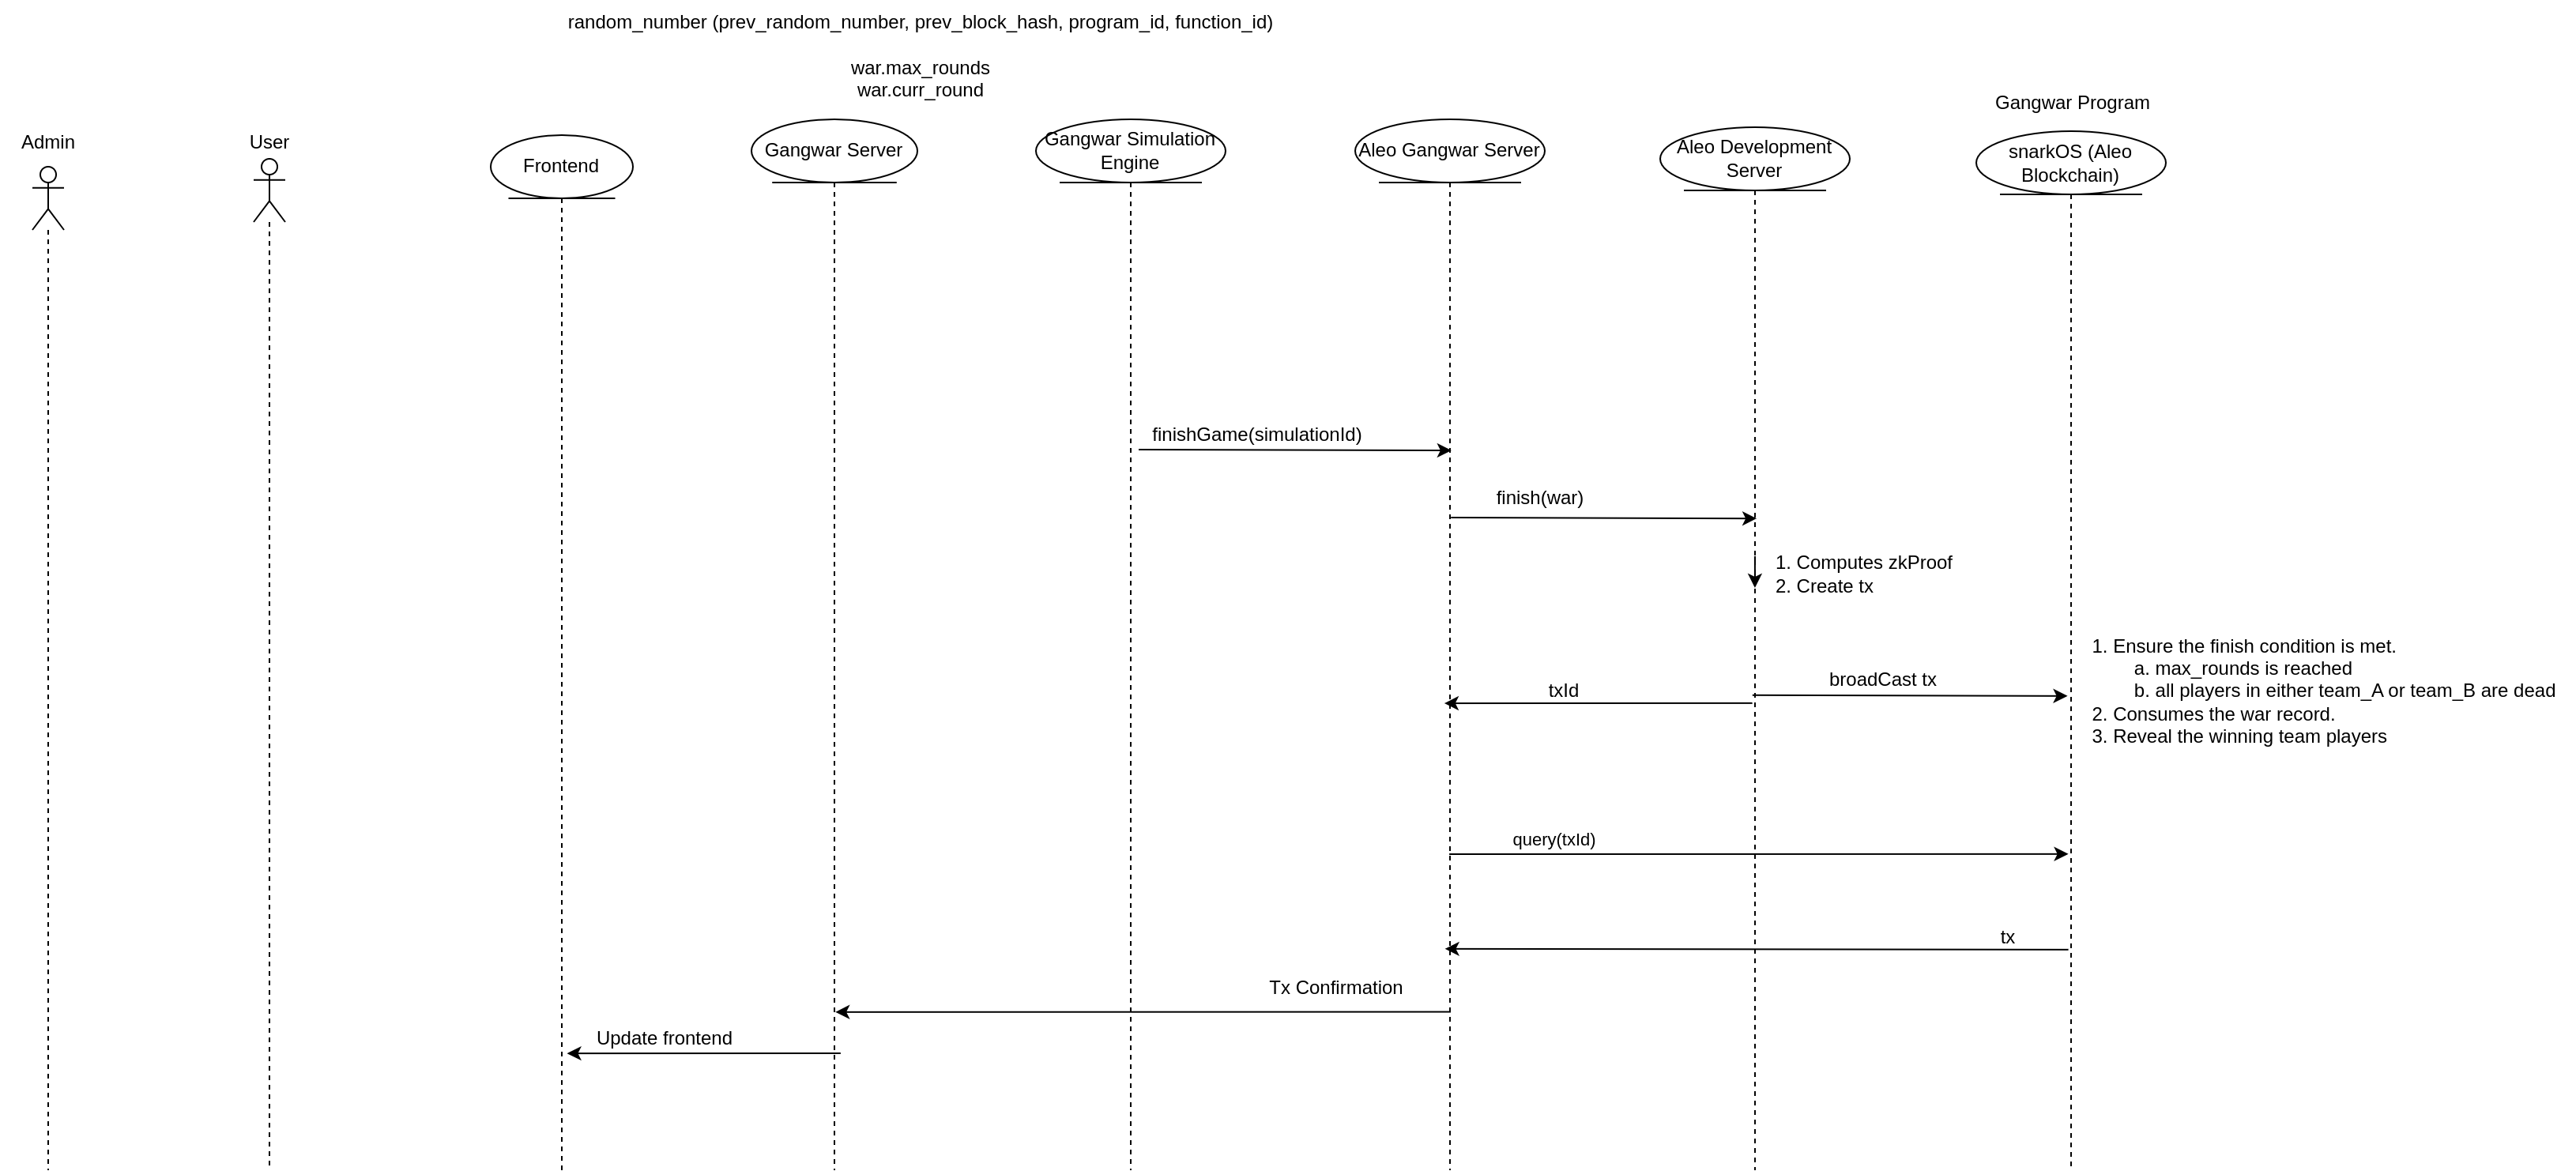 random_number (prev_random_number, prev_block_hash, program_id, function_id)
war.max_rounds
war.curr_round
Gangwar Program
Admin
User
Frontend
Gangwar Server
Gangwar Simulation
Engine
Aleo Gangwar Server
Aleo Development
Server
snarkOS (Aleo
Blockchain)
finishGame(simulationId)
finish(war)
1. Computes zkProof
2. Create tx
1. Ensure the finish condition is met.
a. max_rounds is reached
b. all players in either team_A or team_B are dead
2. Consumes the war record.
3. Reveal the winning team players
broadCast tx
txId
query(txId)
tx
Tx Confirmation
Update frontend